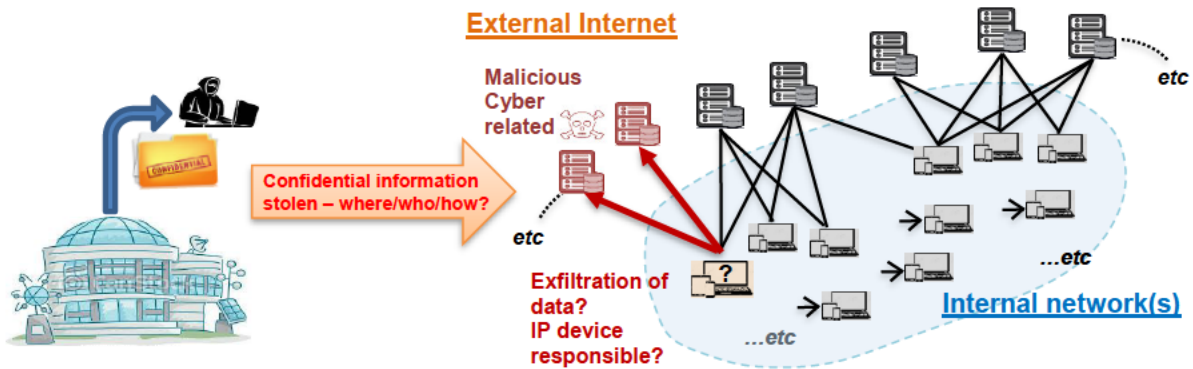 External Internet
Malicious
Cyber
related
etc
CONFIDENTIAL
Confidential information
stolen – where/who/how?
etc
Exfiltration of
data?
IP device
responsible?
?
...etc
...etc
Internal network(s)